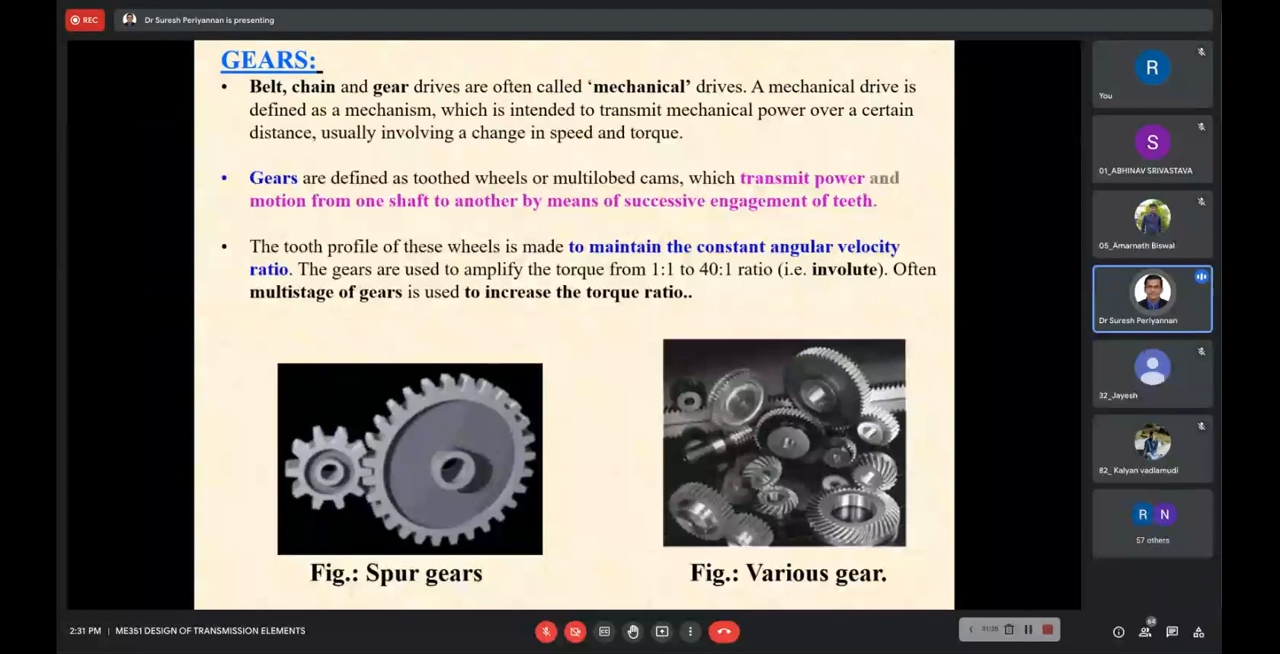 REC
Dr Suresh Periyannan is presenting
GEARS:
• Belt, chain and gear drives are often called ‘mechanical’ drives. A mechanical drive is
defined as a mechanism, which is intended to transmit mechanical power over a certain
distance, usually involving a change in speed and torque.
• Gears are defined as toothed wheels or multilobed cams, which transmit power and
motion from one shaft to another by means of successive engagement of teeth.
• The tooth profile of these wheels is made to maintain the constant angular velocity
ratio. The gears are used to amplify the torque from 1:1 to 40:1 ratio (i.e. involute). Often
multistage of gears is used to increase the torque ratio..
Fig.: Spur gears
Fig.: Various gear.
R
You
S
01_ABHINAV SRIVASTAVA
05_Amarnath Biswal
Dr Suresh Periyannan
32_Jayesh
82_ Kalyan vadlamudi
R N
57 others
2:31 PM | ME351 DESIGN OF TRANSMISSION ELEMENTS
64